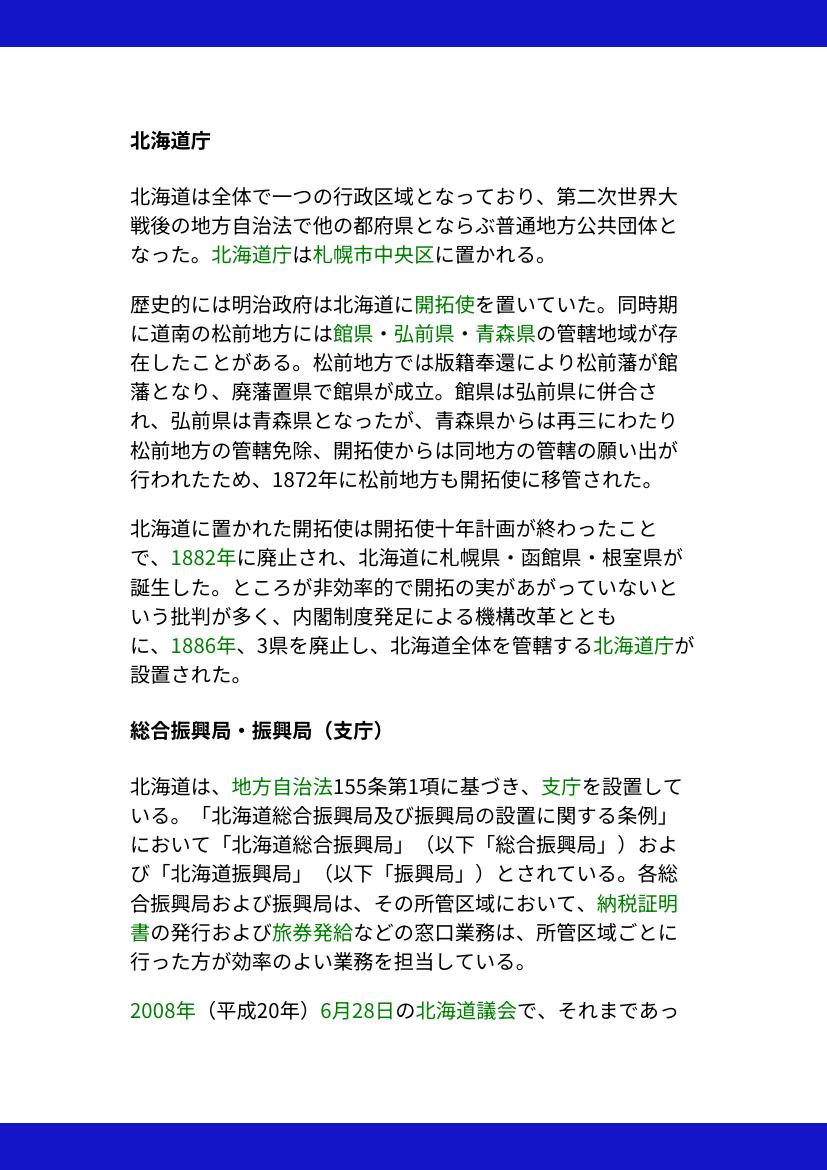 北海道庁
北海道は全体で一つの行政区域となっており、第二次世界大
戦後の地方自治法で他の都府県とならぶ普通地方公共団体と
なった。北海道庁は札幌市中央区に置かれる。
歴史的には明治政府は北海道に開拓使を置いていた。同時期
に道南の松前地方には館県・弘前県・青森県の管轄地域が存
在したことがある。松前地方では版籍奉還により松前藩が館
藩となり、廃藩置県で館県が成立。館県は弘前県に併合さ
れ、弘前県は青森県となったが、青森県からは再三にわたり
松前地方の管轄免除、開拓使からは同地方の管轄の願い出が
行われたため、1872年に松前地方も開拓使に移管された。
北海道に置かれた開拓使は開拓使十年計画が終わったこと
で、1882年に廃止され、北海道に札幌県・函館県・根室県が
誕生した。ところが非効率的で開拓の実があがっていないと
いう批判が多く、内閣制度発足による機構改革ととも
に、1886年、3県を廃止し、北海道全体を管轄する北海道庁が
設置された。
総合振興局・振興局（支庁）
北海道は、地方自治法155条第1項に基づき、支庁を設置して
いる。「北海道総合振興局及び振興局の設置に関する条例」
において「北海道総合振興局」（以下「総合振興局」）およ
び「北海道振興局」（以下「振興局」）とされている。各総
合振興局および振興局は、その所管区域において、納税証明
書の発行および旅券発給などの窓口業務は、所管区域ごとに
行った方が効率のよい業務を担当している。
2008年（平成20年）6月28日の北海道議会で、それまであっ